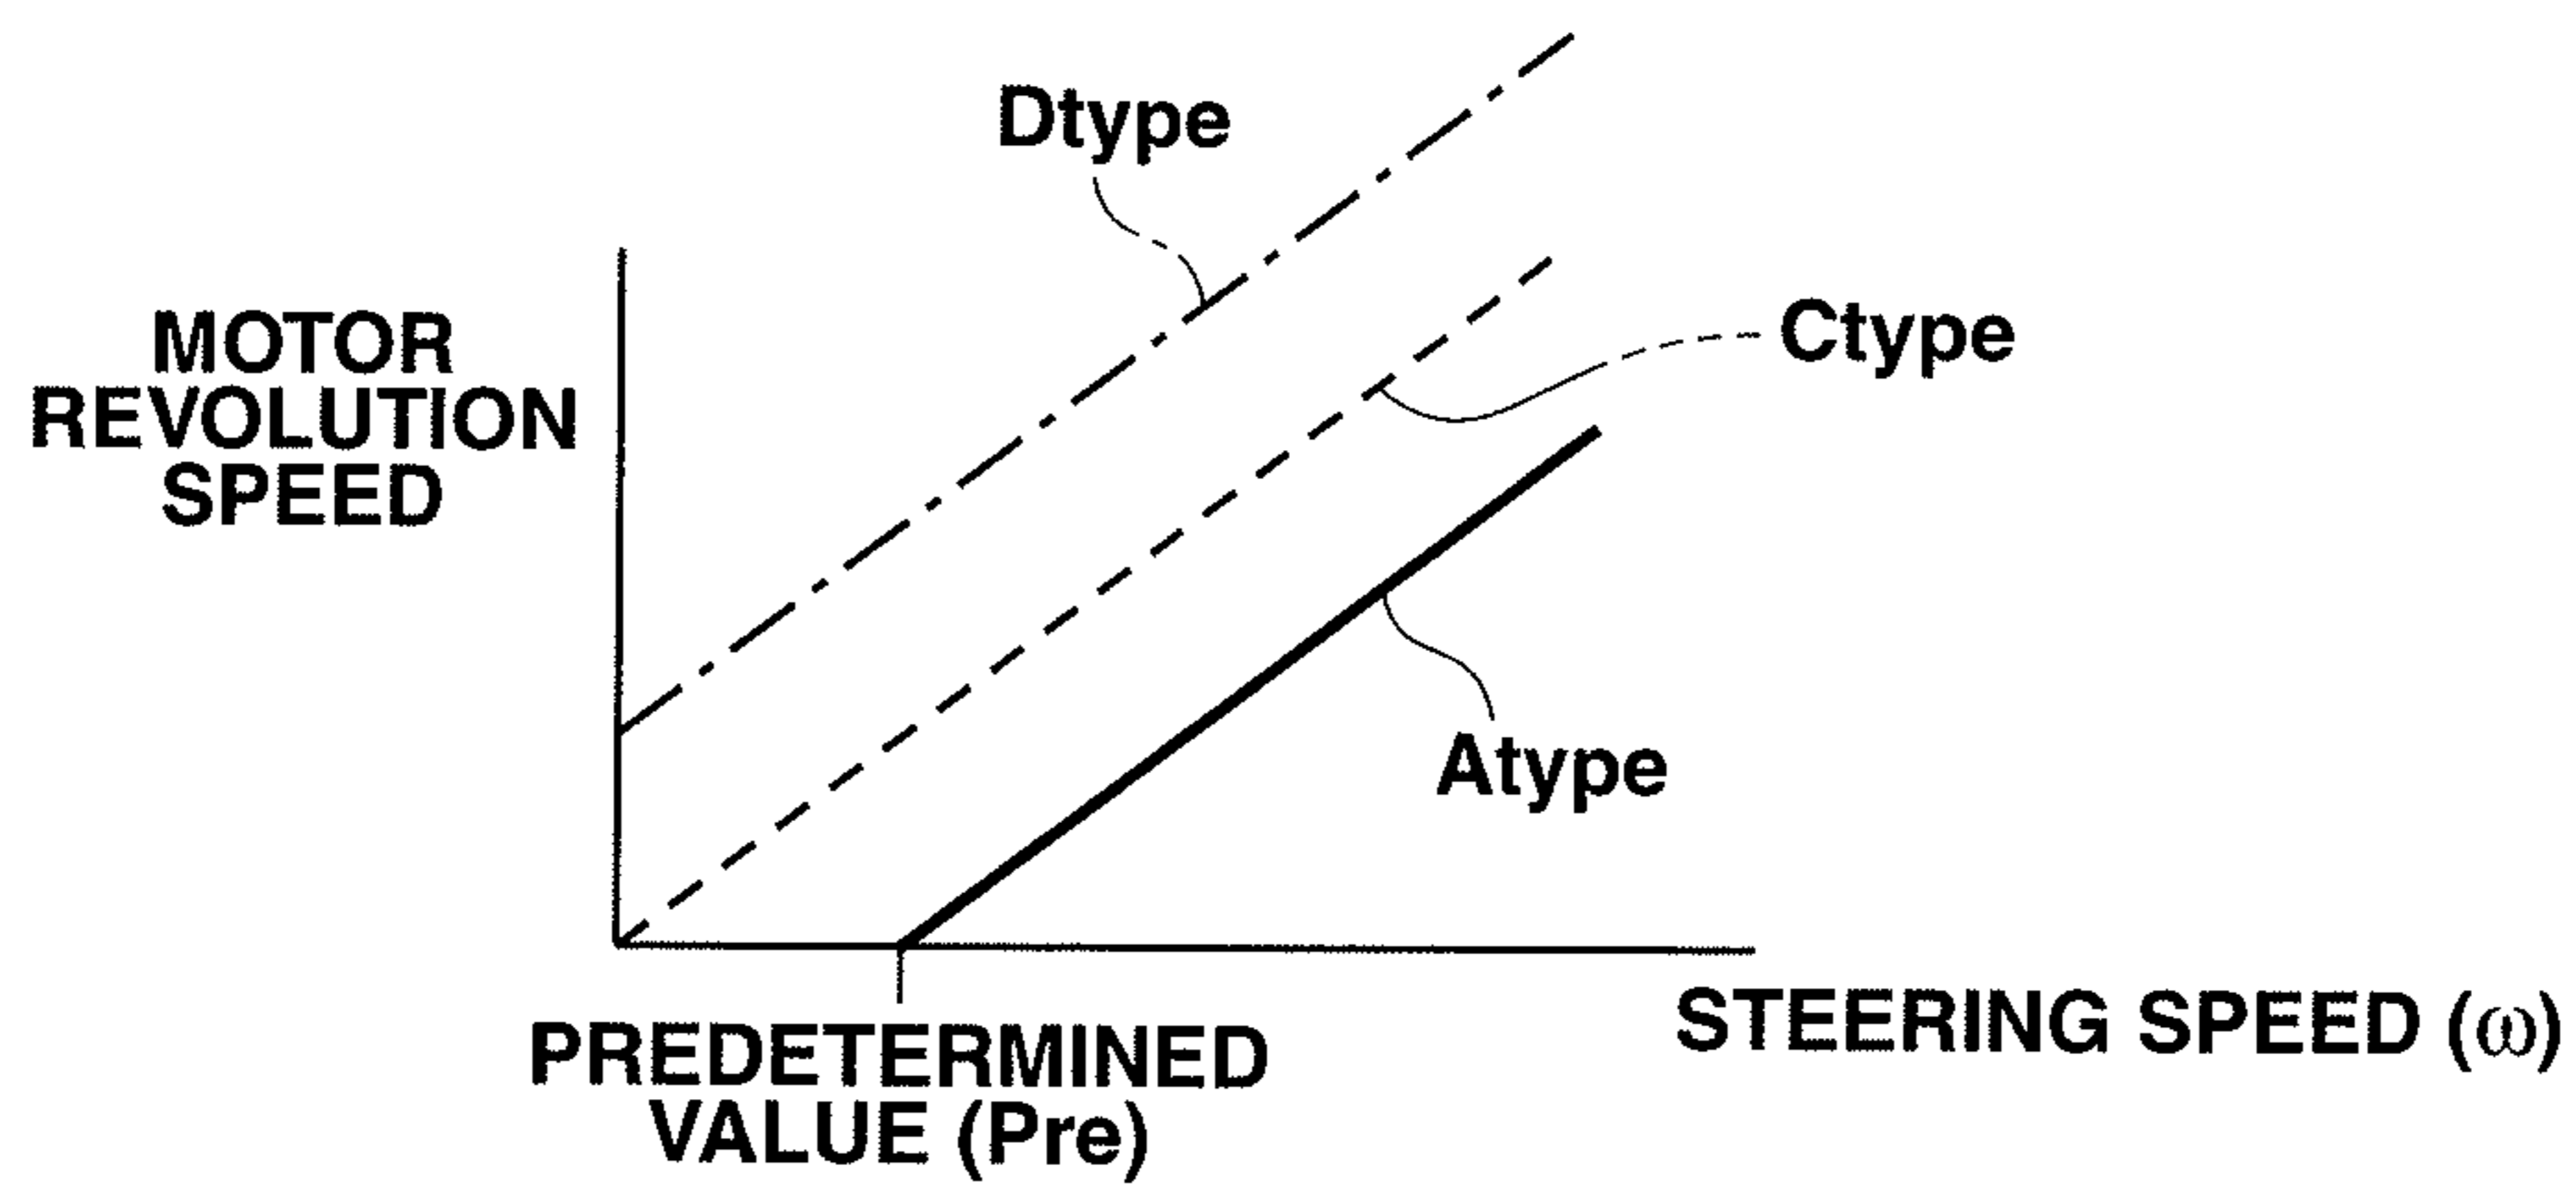 Dtype
MOTOR
REVOLUTION
SPEED
Ctype
Atype
STEERING SPEED (ω)
PREDETERMINED
VALUE (Pre)